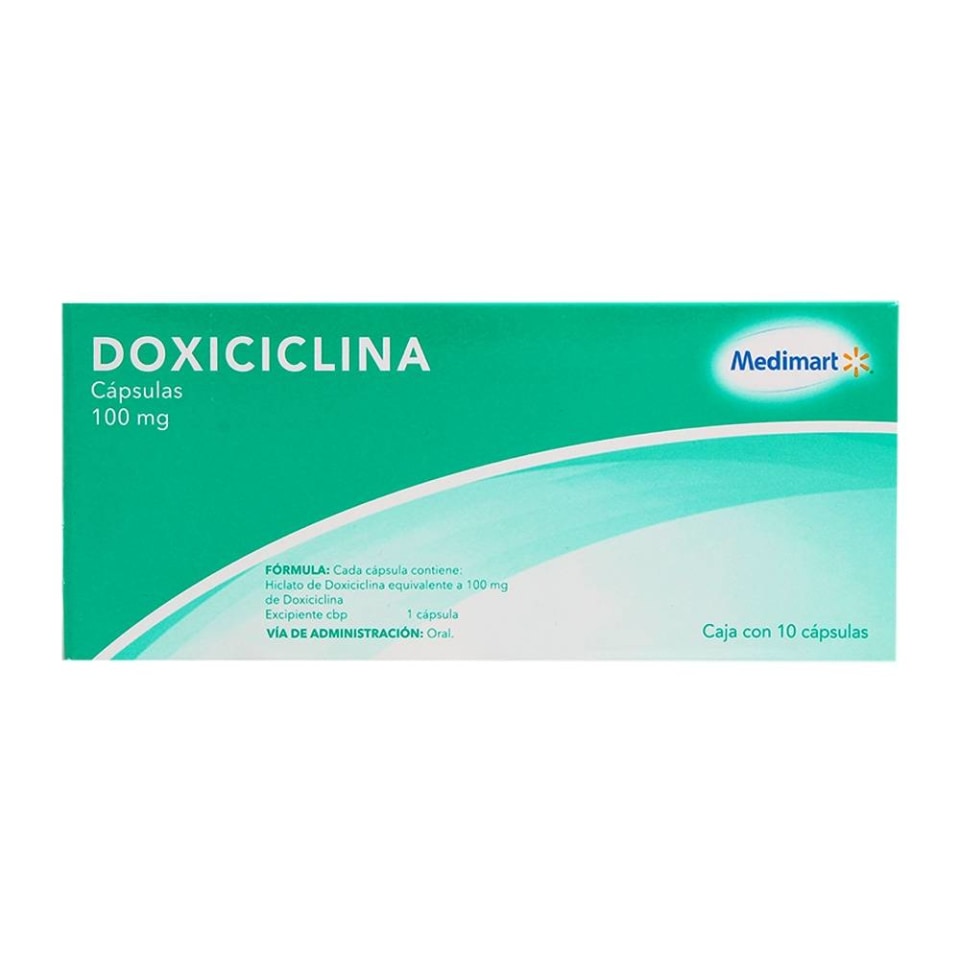 DOXICICLINA
Cápsulas
100 mg
Medimart
FÓRMULA: Cada cápsula contiene:
Hiclato de Doxiciclina equivalente a 100 mg
de Doxiciclina
Excipiente cbp 1 cápsula
VÍA DE ADMINISTRACIÓN: Oral.
Caja con 10 cápsulas